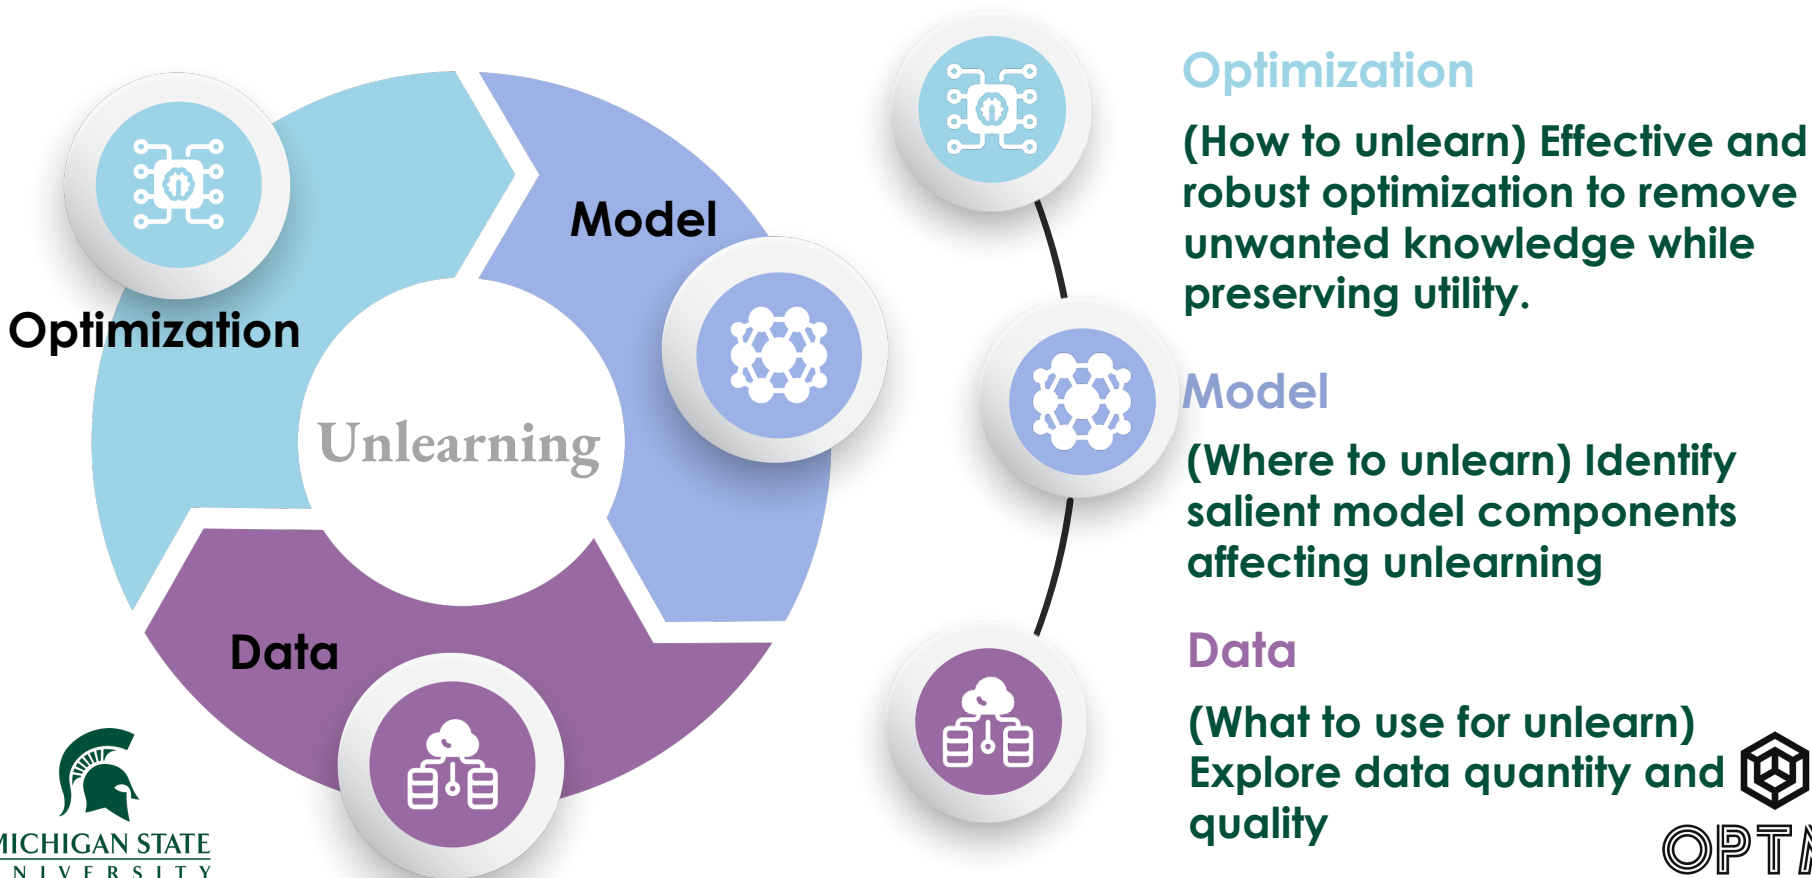 Optimization
Model
Unlearning
Data
MICHIGAN STATE
UNIVERSITY
Optimization
(How to unlearn) Effective and
robust optimization to remove
unwanted knowledge while
preserving utility.
Model
(Where to unlearn) Identify
salient model components
affecting unlearning
Data
(What to use for unlearn)
Explore data quantity and
quality